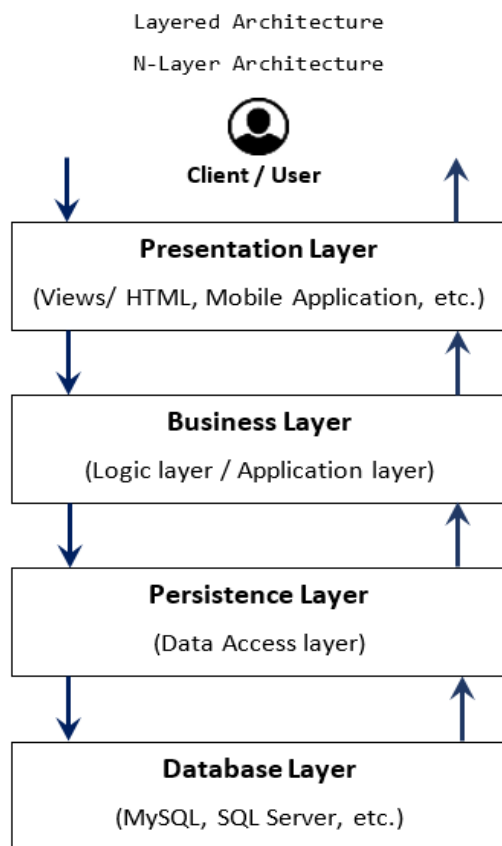 Layered Architecture
N-Layer Architecture
Client / User
Presentation Layer
(Views/ HTML, Mobile Application, etc.)
Business Layer
(Logic layer / Application layer)
Persistence Layer
(Data Access layer)
Database Layer
(MySQL, SQL Server, etc.)